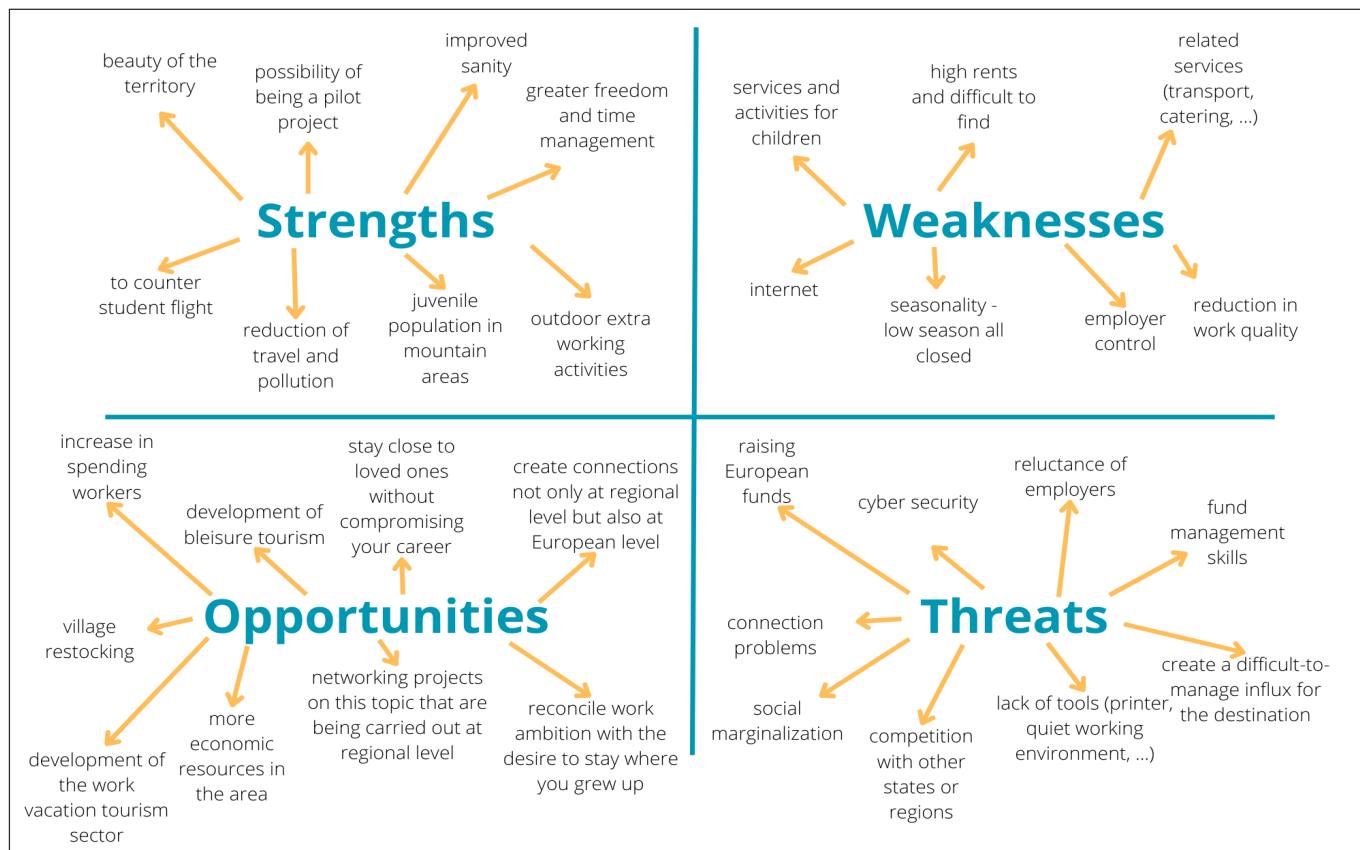 beauty of the
territory
possibility of
being a pilot
project
improved
sanity
greater freedom
and time
management
Strengths
to counter
student flight
reduction of
travel and
pollution
juvenile
population in
mountain
areas
outdoor extra
working
activities
services and
activities for
children
high rents
and difficult to
find
related
services
(transport,
catering, ...)
Weaknesses
internet
seasonality -
low season all
closed
employer
control
reduction in
work quality
increase in
spending
workers
development of
bleisure tourism
stay close to
loved ones
without
compromising
your career
create connections
not only at regional
level but also at
European level
Opportunities
village
restocking
development of
the work
vacation tourism
sector
more
economic
resources in
the area
networking projects
on this topic that are
being carried out at
regional level
reconcile work
ambition with the
desire to stay where
you grew up
raising
European
funds
cyber security
reluctance of
employers
fund
management
skills
Threats
connection
problems
social
marginalization
competition
with other
states or
regions
lack of tools (printer,
quiet working
environment, ...)
create a difficult-to-
manage influx for
the destination